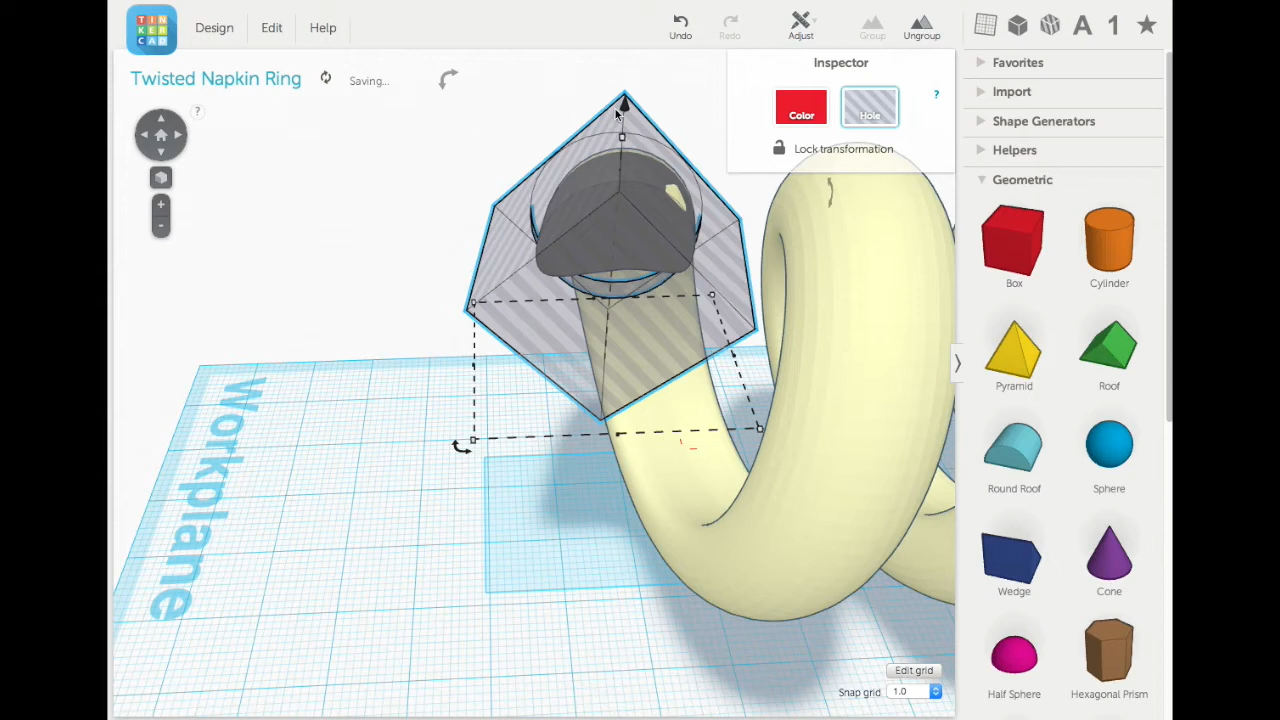 TIN
KER
CAD
Design
Edit
Help
Undo
Redo
Adjust
Group
Ungroup
A
1
Twisted Napkin Ring
Saving...
?
Inspector
Color
Hole
?
Lock transformation
Favorites
Import
Shape Generators
Helpers
Geometric
Box
Cylinder
Pyramid
Roof
Round Roof
Sphere
Wedge
Cone
Half Sphere
Hexagonal Prism
+
-
Workplane
Edit grid
Snap grid 1.0